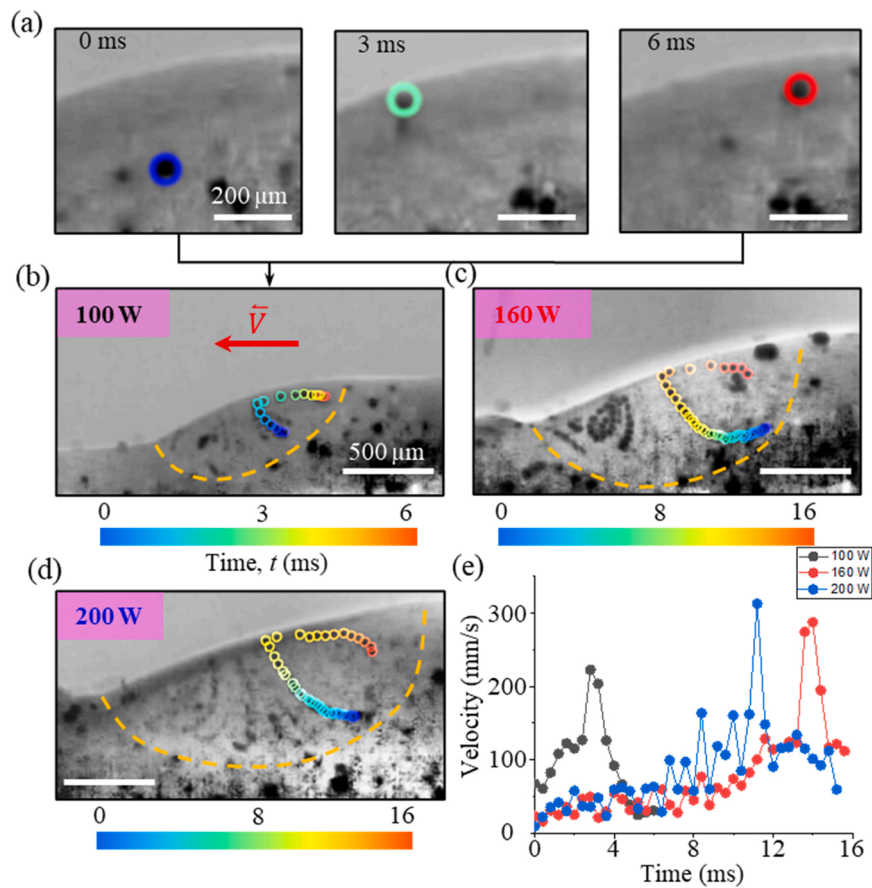 (a)
0 ms
3 ms
6 ms
200 µm
(b)
(c)
100 W
V
160 W
500 µm
0
3
6
0
8
16
Time, t (ms)
(d)
200 W
(e)
100 W
160 W
200 W
300
200
100
0
Velocity (mm/s)
0
4
8
12
16
Time (ms)
0
8
16